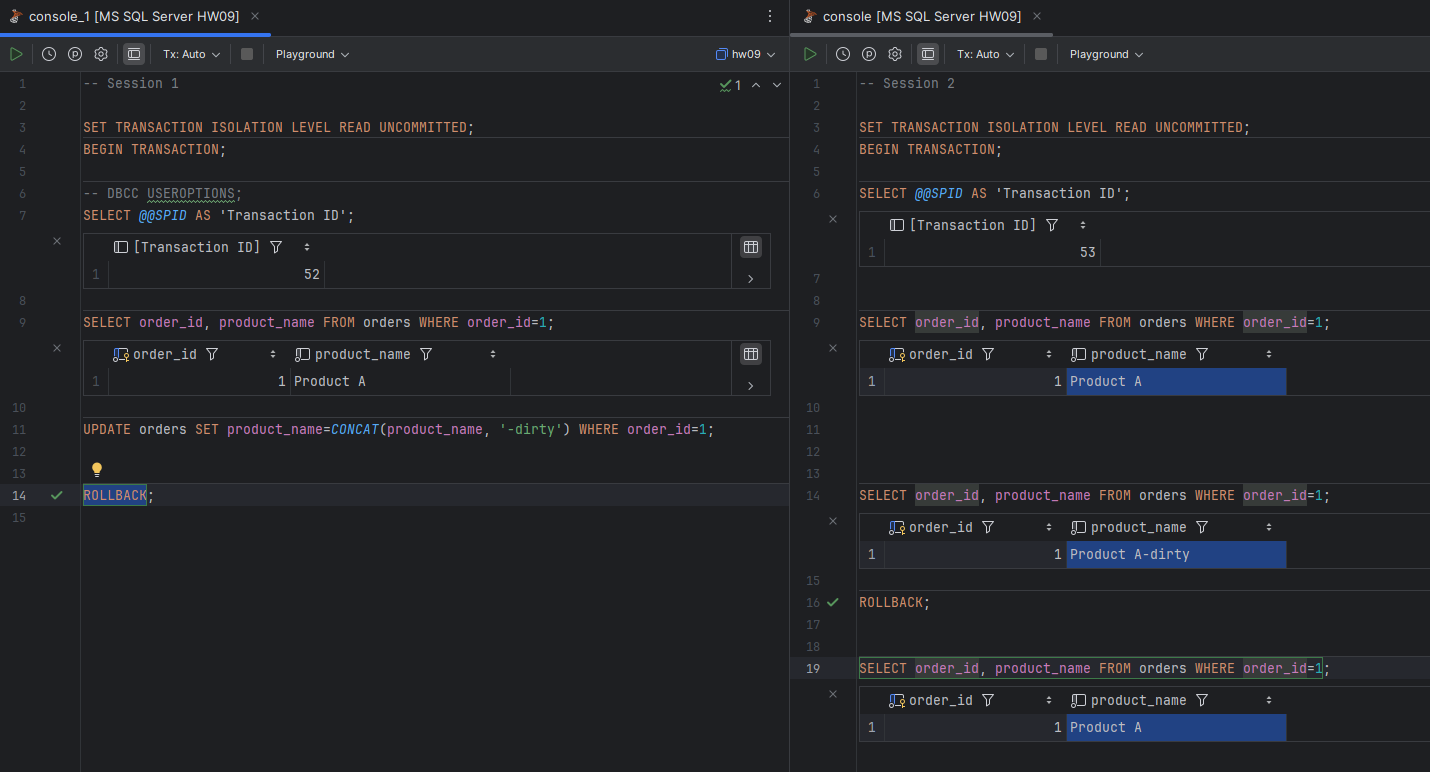 console_1 [MS SQL Server HW09]
Tx: Auto
Playground
hw09
1 -- Session 1
1
2
3 SET TRANSACTION ISOLATION LEVEL READ UNCOMMITTED;
4 BEGIN TRANSACTION;
5
6 -- DBCC USEROPTIONS;
7 SELECT @@SPID AS 'Transaction ID';
[Transaction ID]
1 52
8
9 SELECT order_id, product_name FROM orders WHERE order_id=1;
order_id product_name
1 1 Product A
10
11 UPDATE orders SET product_name=CONCAT(product_name, '-dirty') WHERE order_id=1;
12
13
14 ROLLBACK;
15
console [MS SQL Server HW09]
Tx: Auto
Playground
1 -- Session 2
2
3 SET TRANSACTION ISOLATION LEVEL READ UNCOMMITTED;
4 BEGIN TRANSACTION;
5
6 SELECT @@SPID AS 'Transaction ID';
[Transaction ID]
1 53
7
8
9 SELECT order_id, product_name FROM orders WHERE order_id=1;
order_id product_name
1 1 Product A
10
11
12
13
14 SELECT order_id, product_name FROM orders WHERE order_id=1;
order_id product_name
1 1 Product A-dirty
15
16 ROLLBACK;
17
18
19 SELECT order_id, product_name FROM orders WHERE order_id=1;
order_id product_name
1 1 Product A